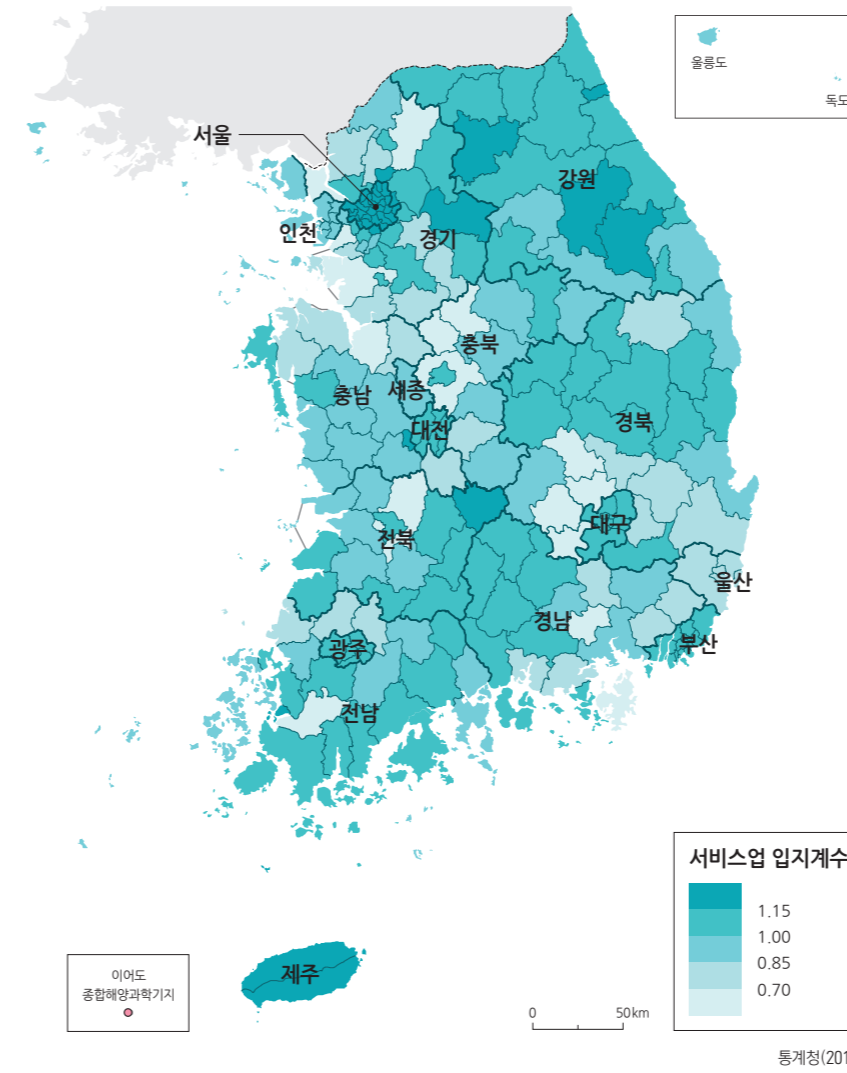 울릉도
독도
서울
강원
인천
경기
충북
충남
세종
대전
경북
전북
대구
울산
경남
부산
광주
전남
제주
서비스업 입지계수
1.15
1.00
0.85
0.70
이어도
종합해양과학기지
0 50km
통계청(201